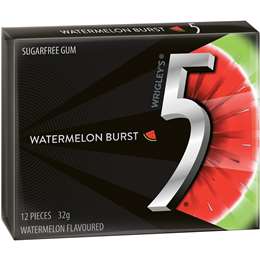 SUGARFREE GUM
WRIGLEY'S
5
WATERMELON BURST
12 PIECES 32g
WATERMELON FLAVOURED